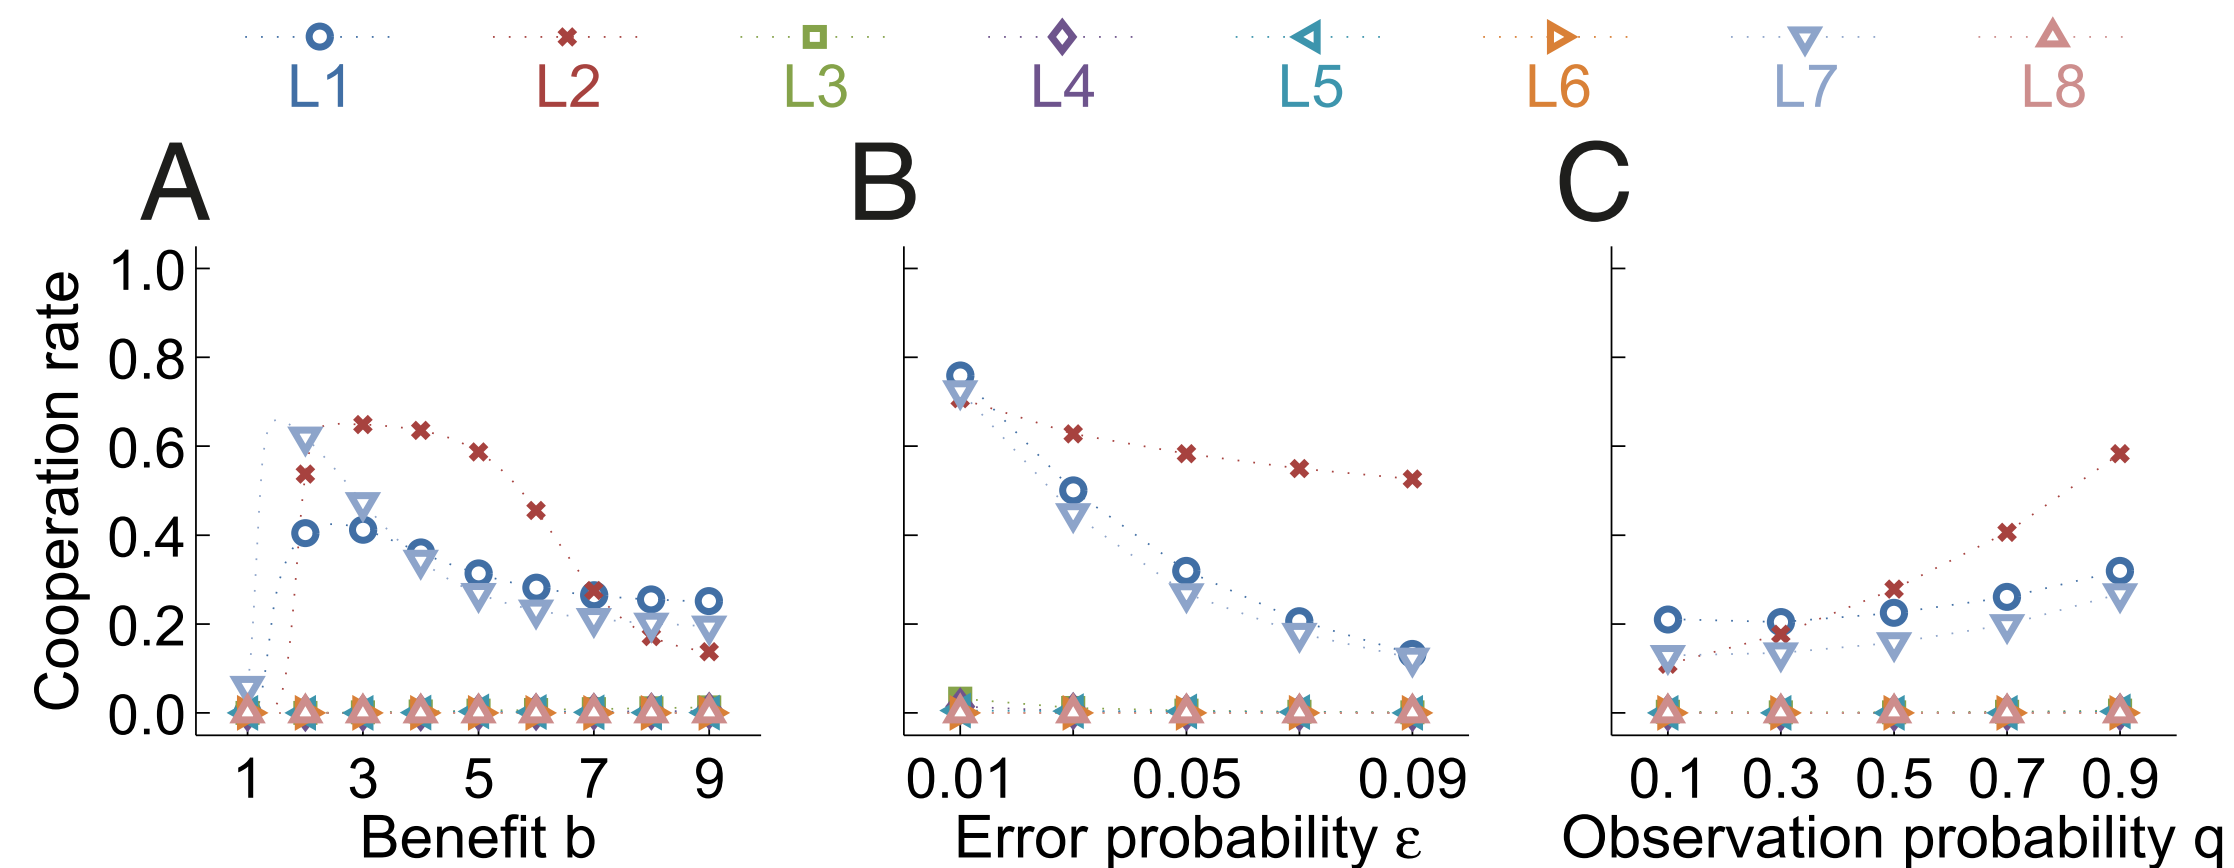 L1 L2 L3 L4 L5 L6 L7 L8
A B C
Cooperation rate
1.0
0.8
0.6
0.4
0.2
0.0
1 3 5 7 9 0.01 0.05 0.09 0.1 0.3 0.5 0.7 0.9
Benefit b Error probability ε Observation probability q